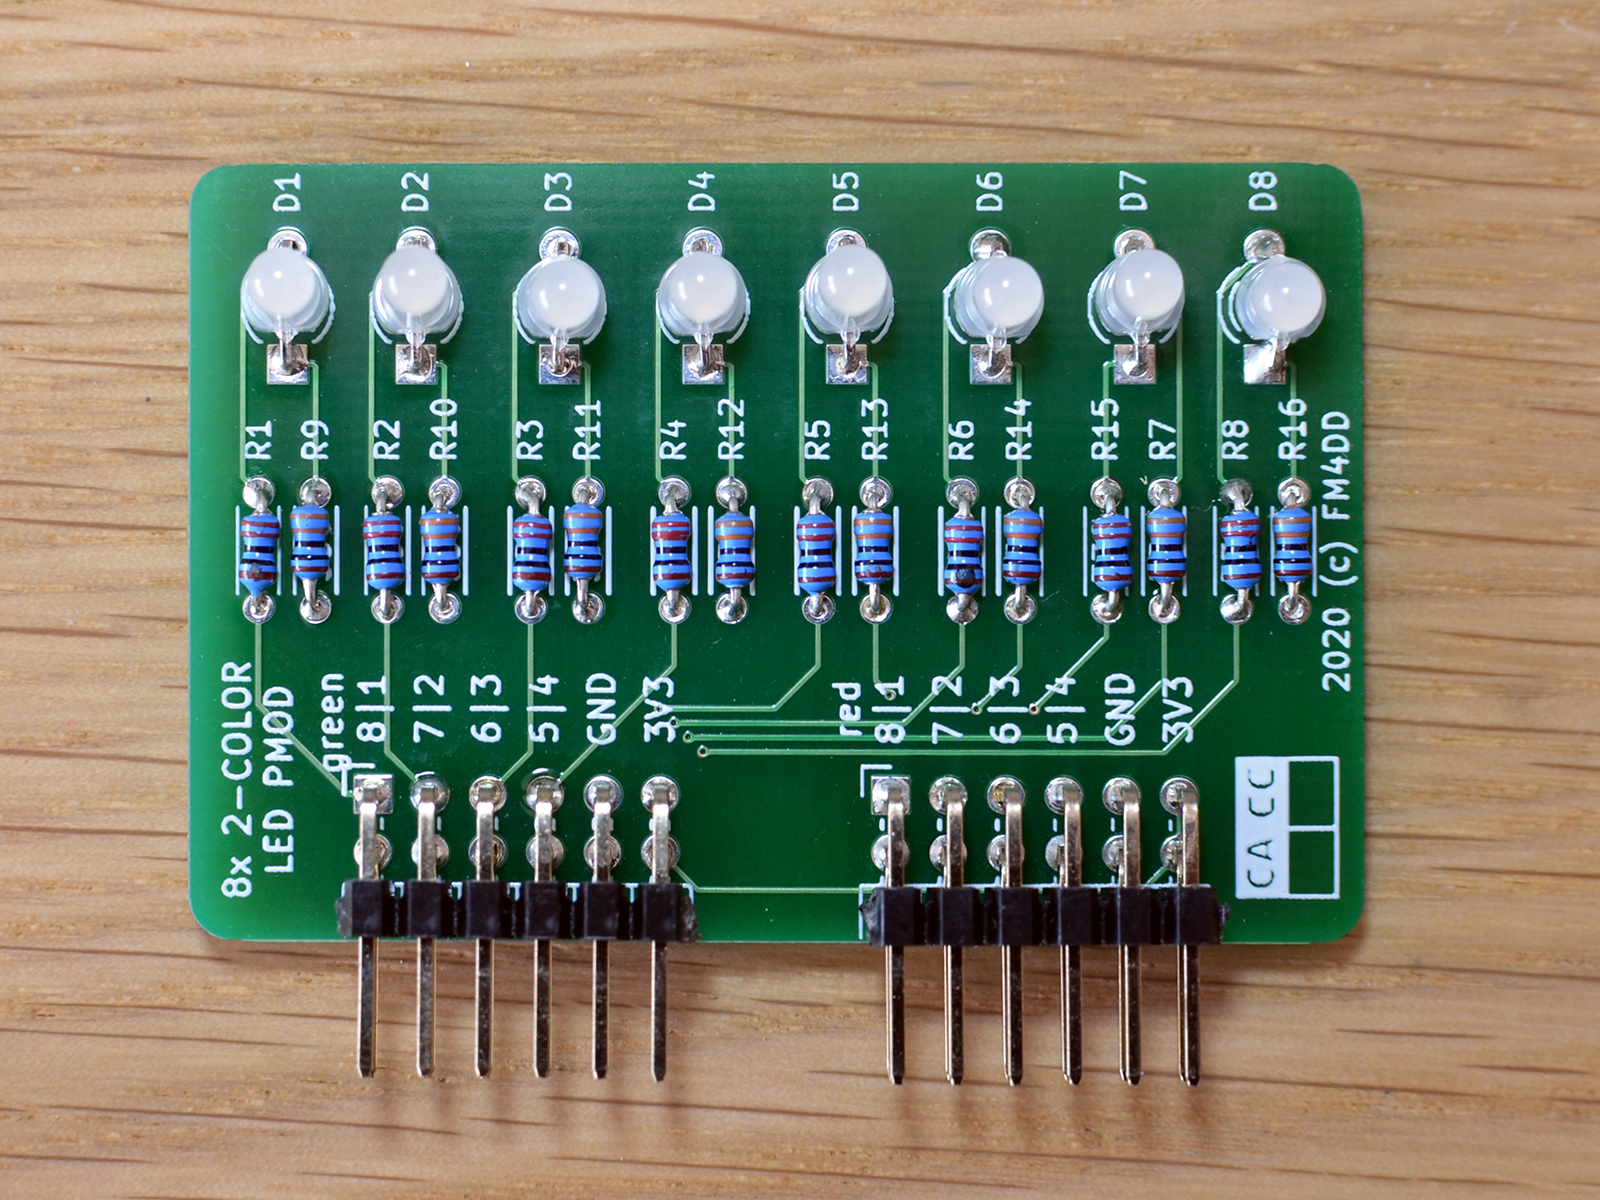 D1 D2 D3 D4 D5 D6 D7 D8
R1 R9 R2 R10 R3 R11 R4 R12 R5 R13 R6 R14 R15 R7 R8 R16
2020 (c) FM4DD
8x 2-COLOR
LED PMOD
green
8|1
7|2
6|3
5|4
GND
3V3
red
8|1
7|2
6|3
5|4
GND
3V3
CA CC